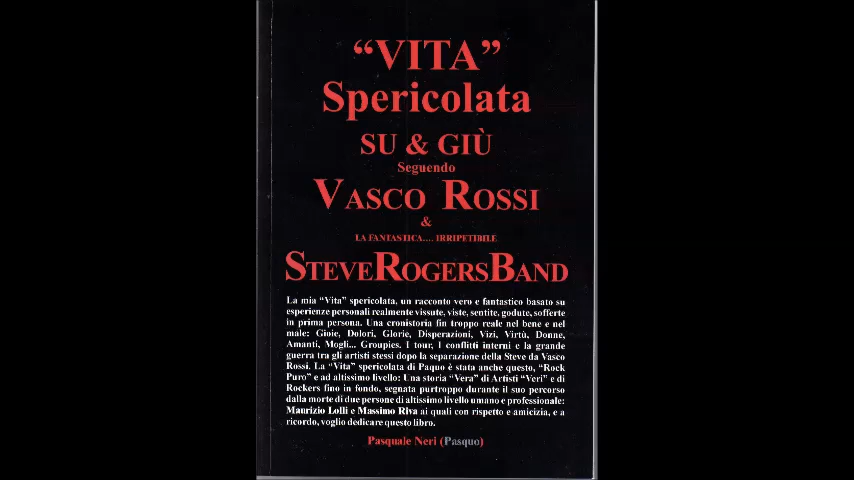 “VITA”
Spericolata
SU & GIÙ
Seguendo
VASCO ROSSI
&
LA FANTASTICA.... IRRIPETIBILE
STEVEROGERSBAND
La mia “Vita” spericolata, un racconto vero e fantastico basato su
esperienze personali realmente vissute, viste, sentite, godute, sofferte
in prima persona. Una cronistoria fin troppo reale nel bene e nel
male: Gioie, Dolori, Glorie, Disperazioni, Vizi, Virtù, Donne,
Amanti, Mogli... Groupies. I tour, I conflitti interni e la grande
guerra tra gli artisti stessi dopo la separazione della Steve da Vasco
Rossi. La “Vita” spericolata di Paquo è stata anche questo, “Rock
Puro” e ad altissimo livello: Una storia “Vera” di Artisti “Veri” e di
Rockers fino in fondo, segnata purtroppo durante il suo percorso
dalla morte di due persone di altissimo livello umano e professionale:
Maurizio Lolli e Massimo Riva ai quali con rispetto e amicizia, e a
ricordo, voglio dedicare questo libro.
Pasquale Neri (Pasquo)